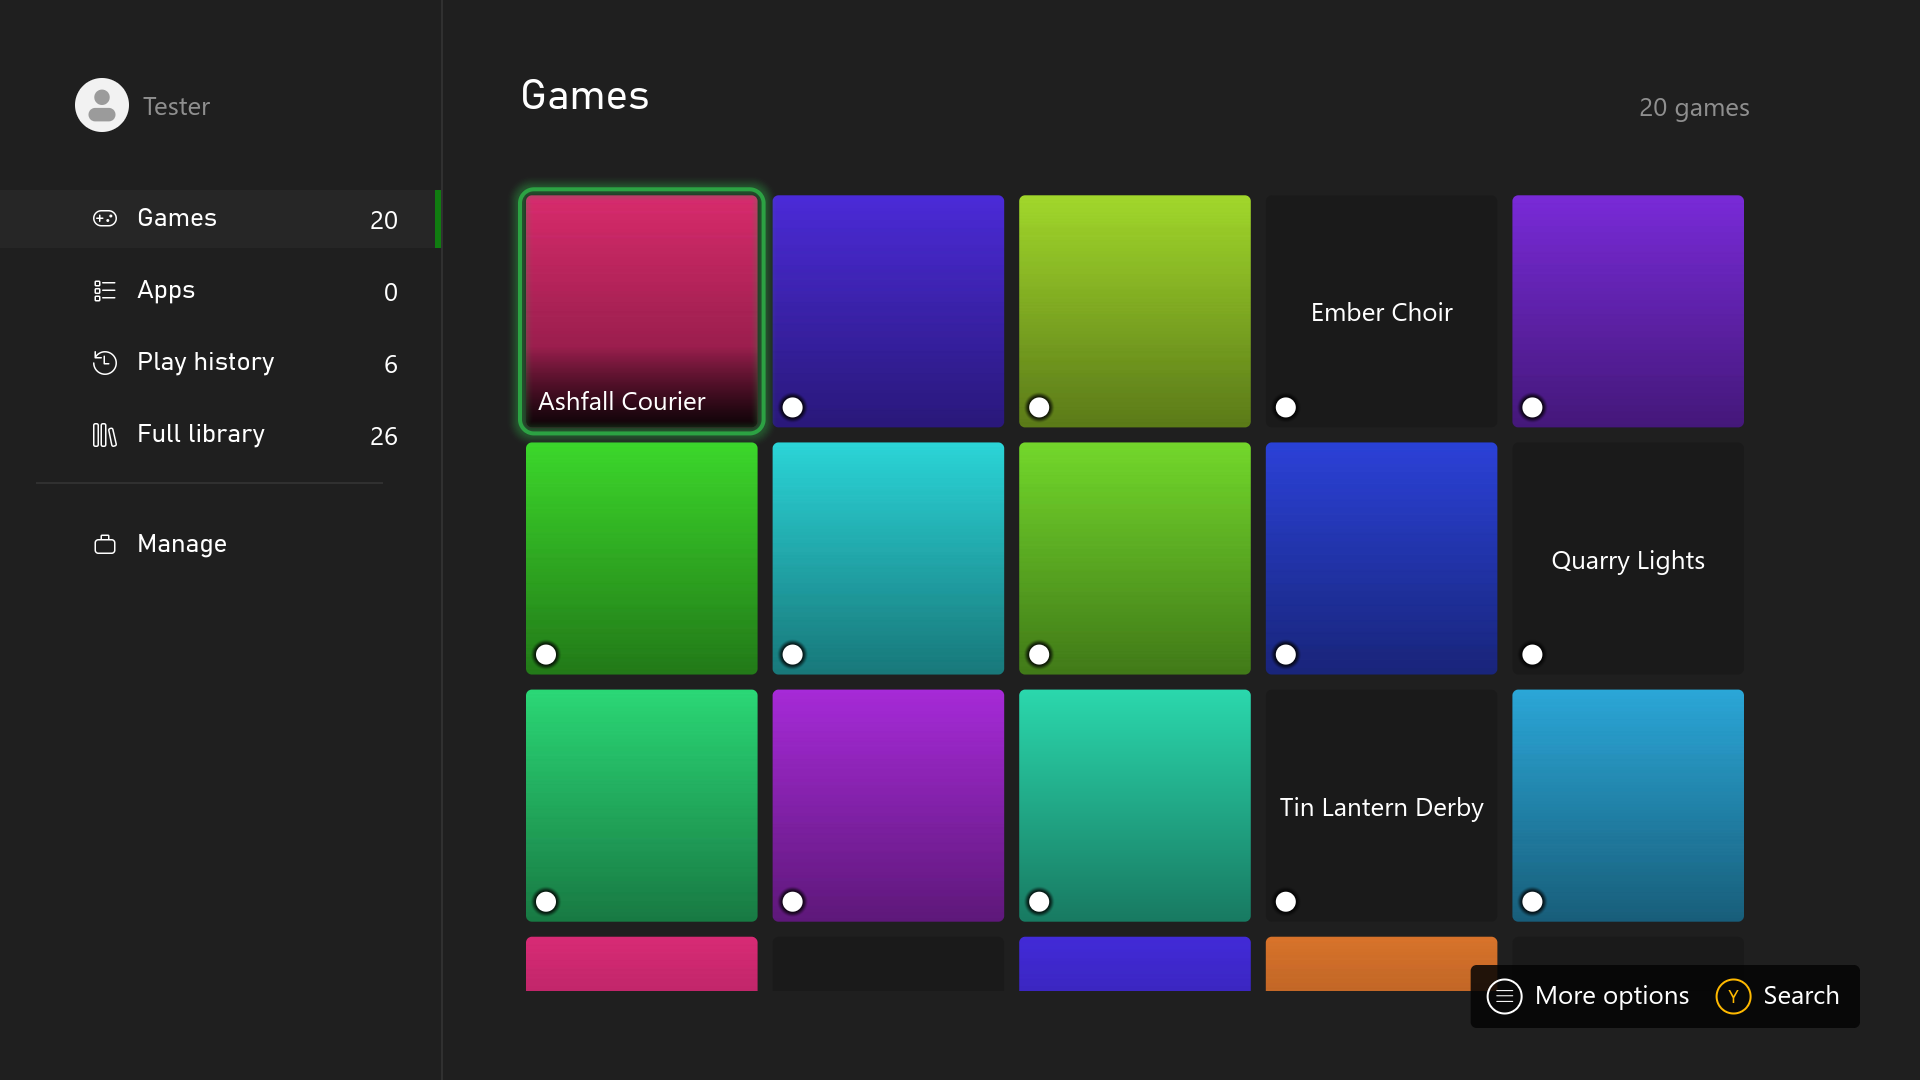 Tester
Games 20
Apps 0
Play history 6
Full library 26
Manage
Games
20 games
Ashfall Courier
Ember Choir
Quarry Lights
Tin Lantern Derby
More options
Y Search